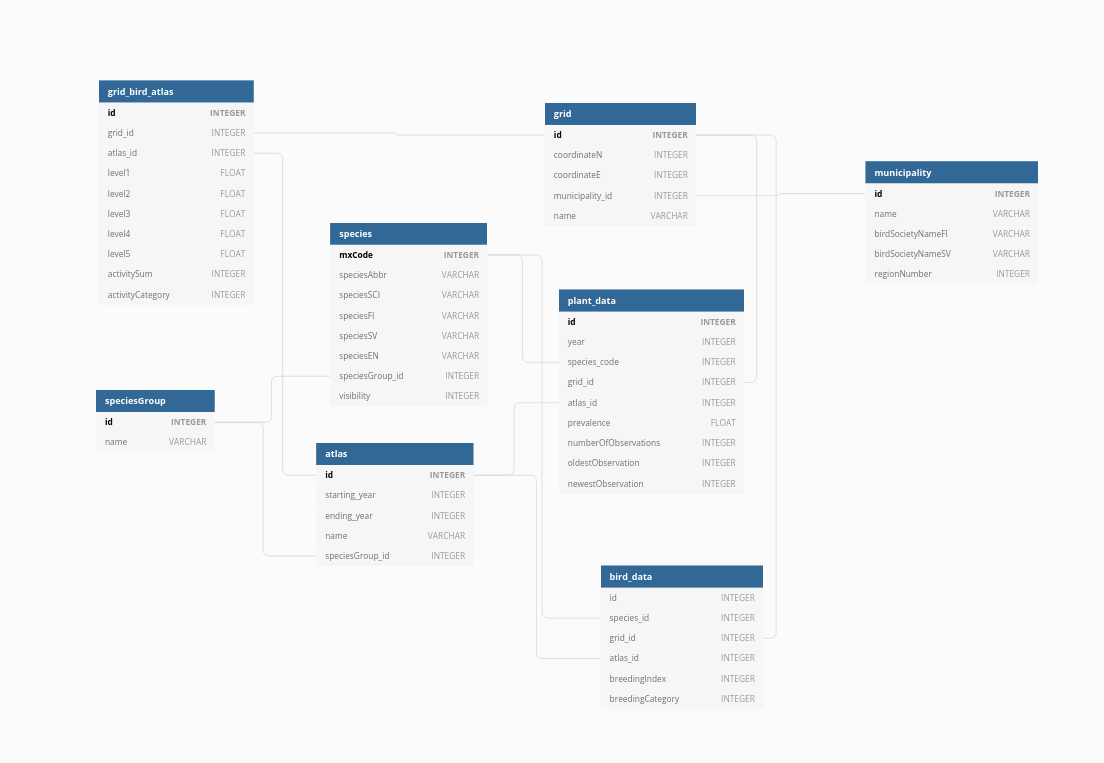 grid_bird_atlas
id INTEGER
grid_id INTEGER
atlas_id INTEGER
level1 FLOAT
level2 FLOAT
level3 FLOAT
level4 FLOAT
level5 FLOAT
activitySum INTEGER
activityCategory INTEGER
grid
id INTEGER
coordinateN INTEGER
coordinateE INTEGER
municipality_id INTEGER
name VARCHAR
municipality
id INTEGER
name VARCHAR
birdSocietyNameFI VARCHAR
birdSocietyNameSV VARCHAR
regionNumber INTEGER
species
mxCode INTEGER
speciesAbbr VARCHAR
speciesSCI VARCHAR
speciesFI VARCHAR
speciesSV VARCHAR
speciesEN VARCHAR
speciesGroup_id INTEGER
visibility INTEGER
plant_data
id INTEGER
year INTEGER
species_code INTEGER
grid_id INTEGER
atlas_id INTEGER
prevalence FLOAT
numberOfObservations INTEGER
oldestObservation INTEGER
newestObservation INTEGER
speciesGroup
id INTEGER
name VARCHAR
atlas
id INTEGER
starting_year INTEGER
ending_year INTEGER
name VARCHAR
speciesGroup_id INTEGER
bird_data
id INTEGER
species_id INTEGER
grid_id INTEGER
atlas_id INTEGER
breedingIndex INTEGER
breedingCategory INTEGER